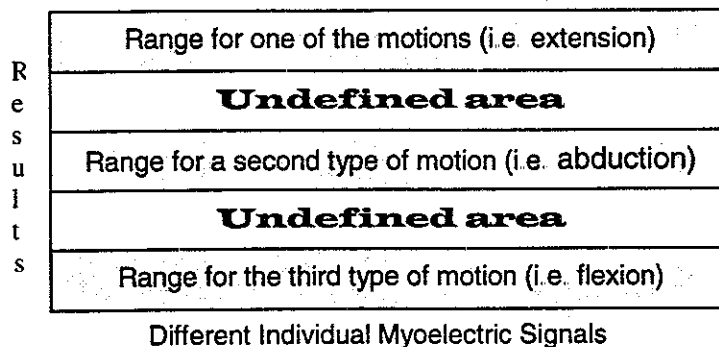 Range for one of the motions (i.e. extension)
Undefined area
Range for a second type of motion (i.e. abduction)
Undefined area
Range for the third type of motion (i.e. flexion)
Results
Different Individual Myoelectric Signals